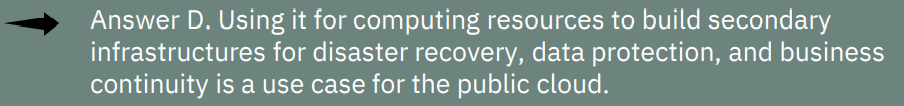 Answer D. Using it for computing resources to build secondary
infrastructures for disaster recovery, data protection, and business
continuity is a use case for the public cloud.